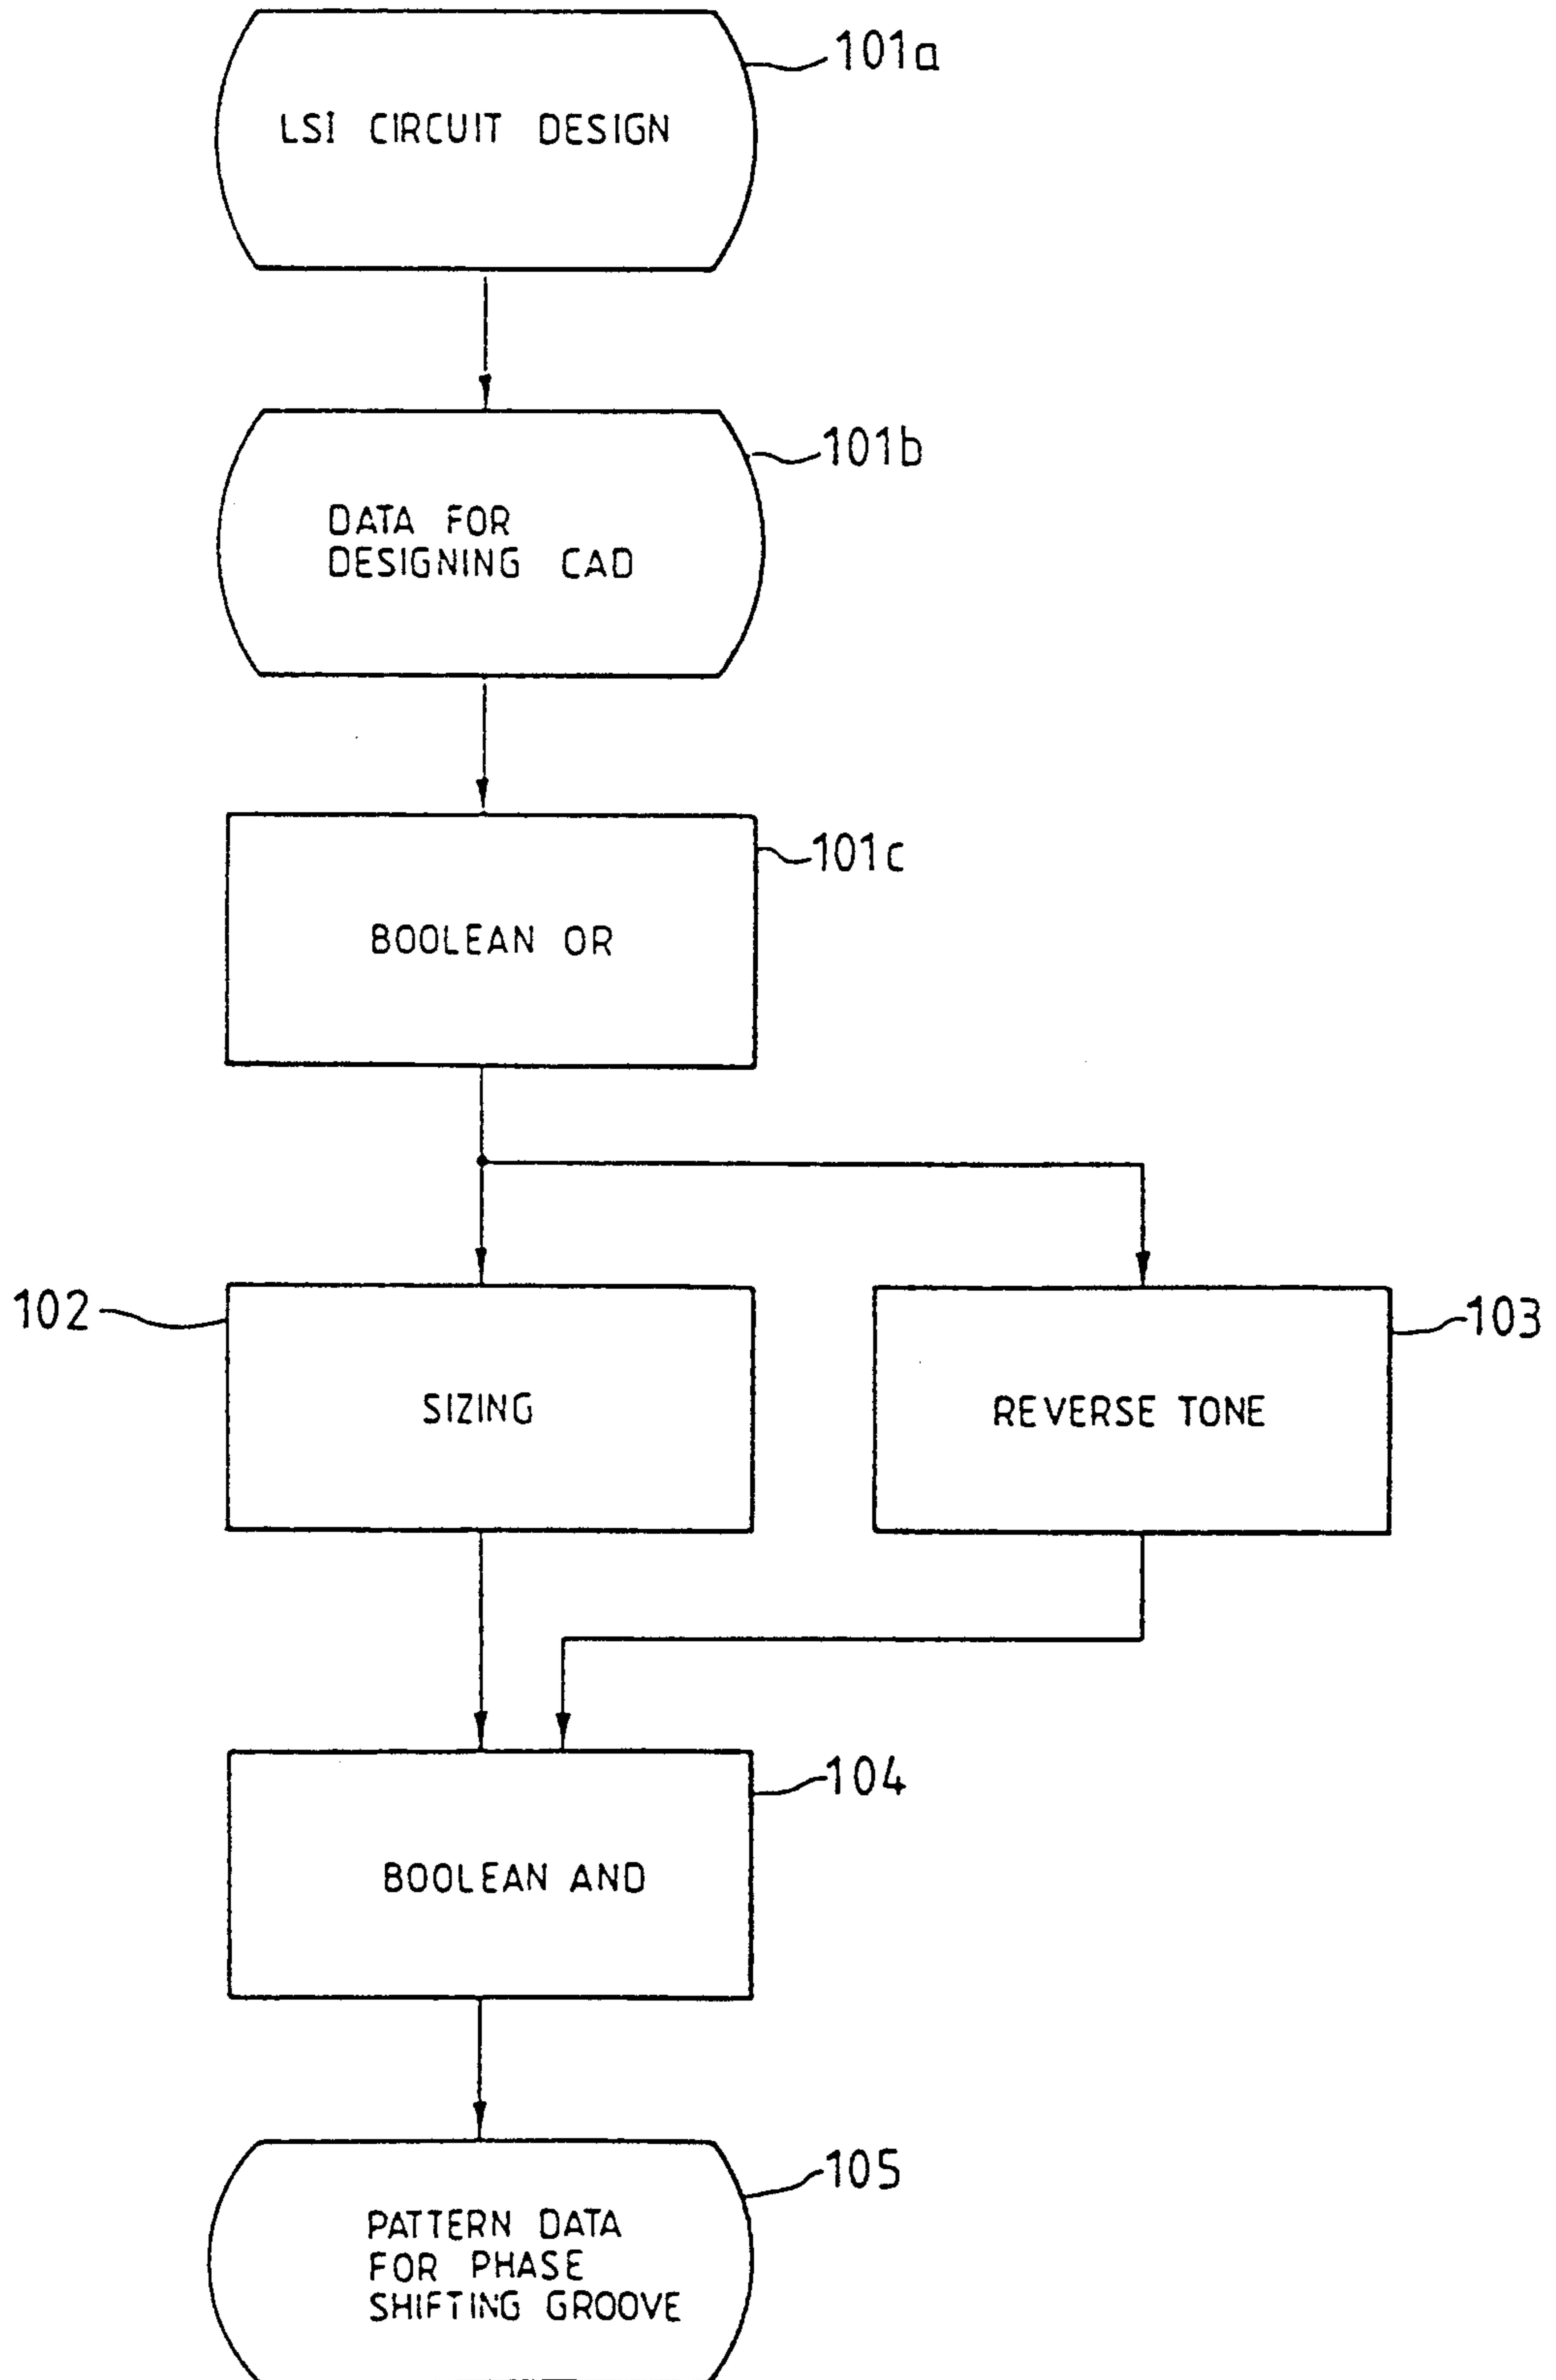 101a
LSI CIRCUIT DESIGN
101b
DATA FOR
DESIGNING CAD
101c
BOOLEAN OR
102
103
SIZING
REVERSE TONE
104
BOOLEAN AND
105
PATTERN DATA
FOR PHASE
SHIFTING GROOVE